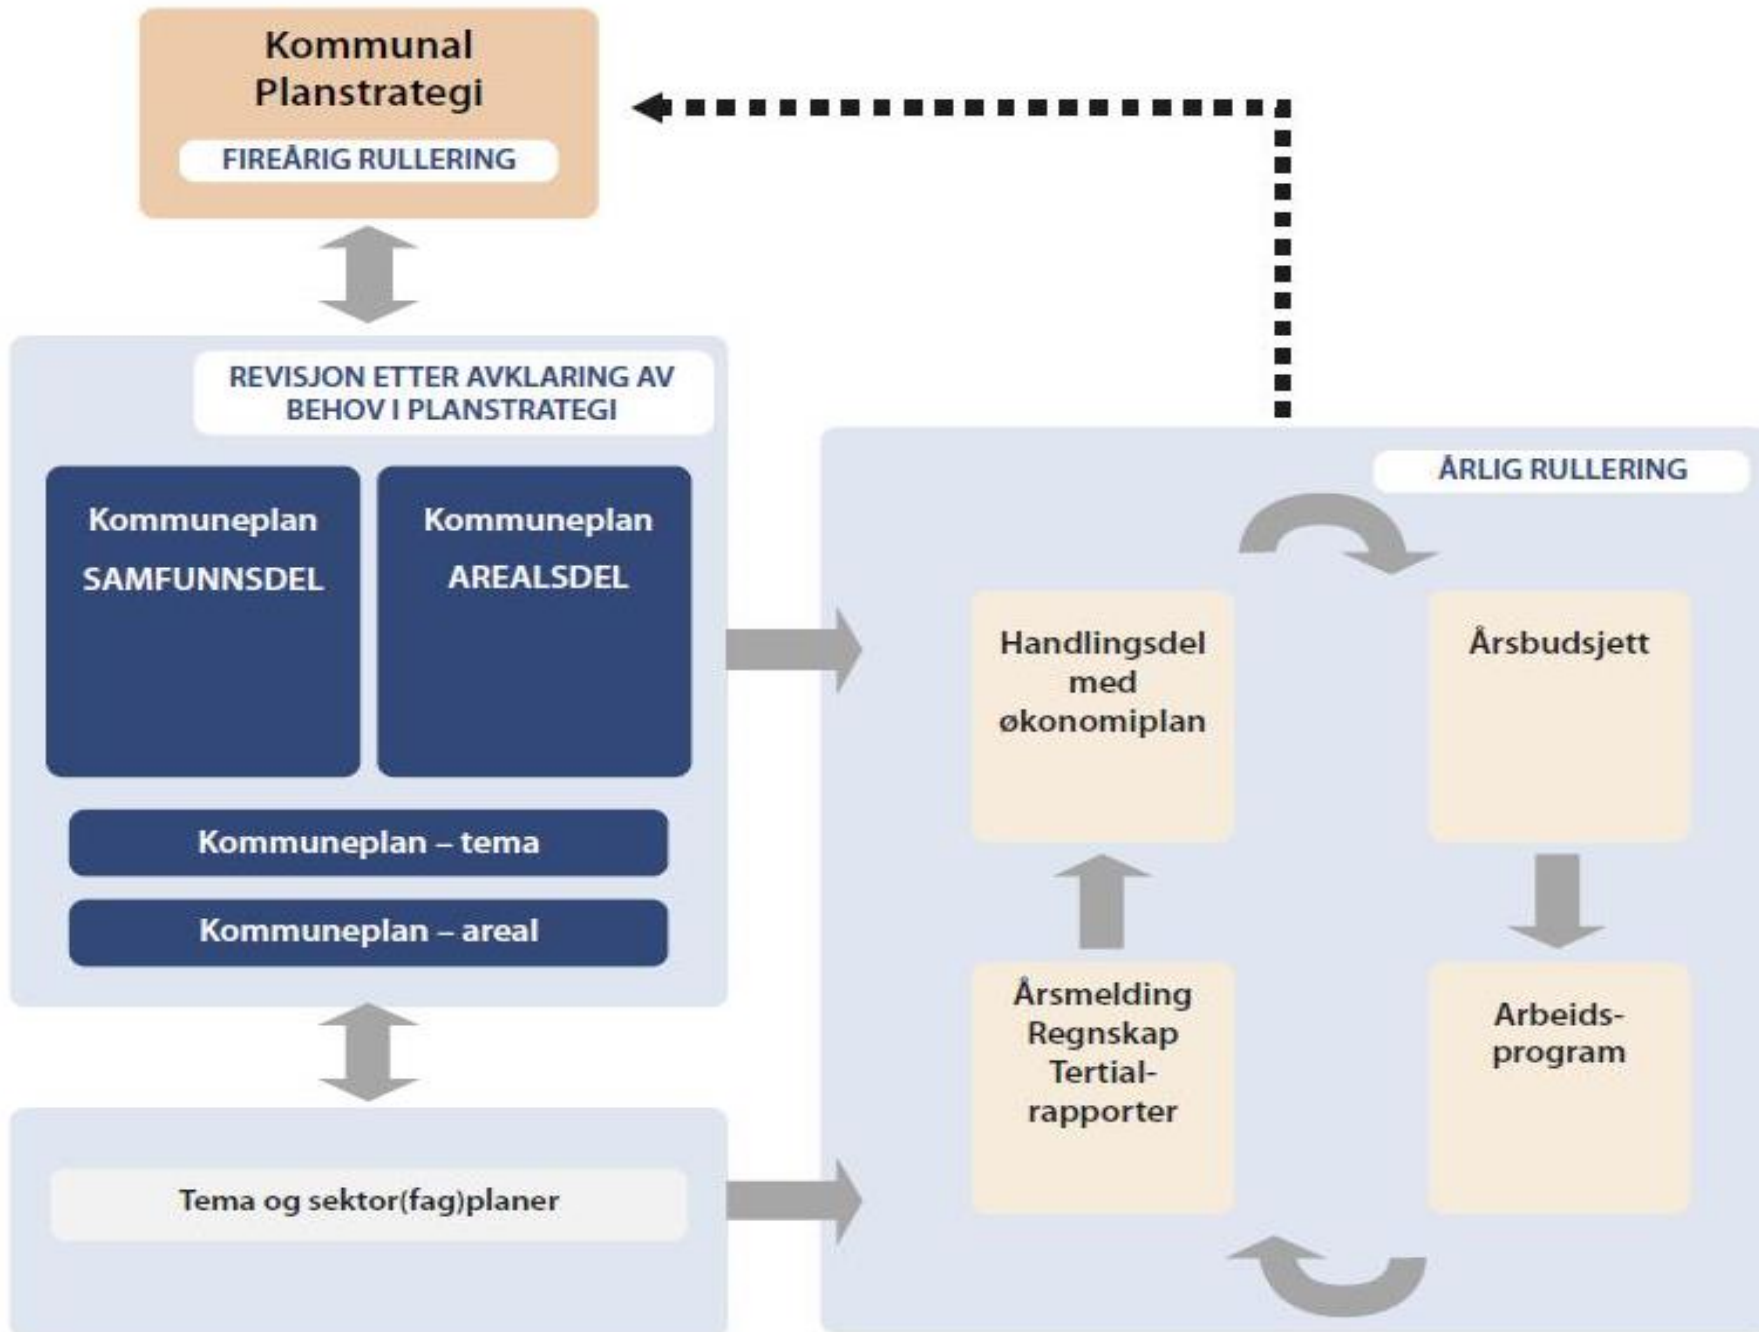 Kommunal
Planstrategi
FIREÅRIG RULLERING
REVISJON ETTER AVKLARING AV
BEHOV I PLANSTRATEGI
Kommuneplan
SAMFUNNSDEL
Kommuneplan
AREALSDEL
Kommuneplan – tema
Kommuneplan – areal
Tema og sektor(fag)planer
ÅRLIG RULLERING
Handlingsdel
med
økonomiplan
Årsbudsjett
Årsmelding
Regnskap
Tertial-
rapporter
Arbeids-
program